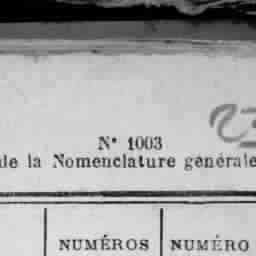 N° 1003
de la Nomenclature générale
NUMÉROS NUMÉRO